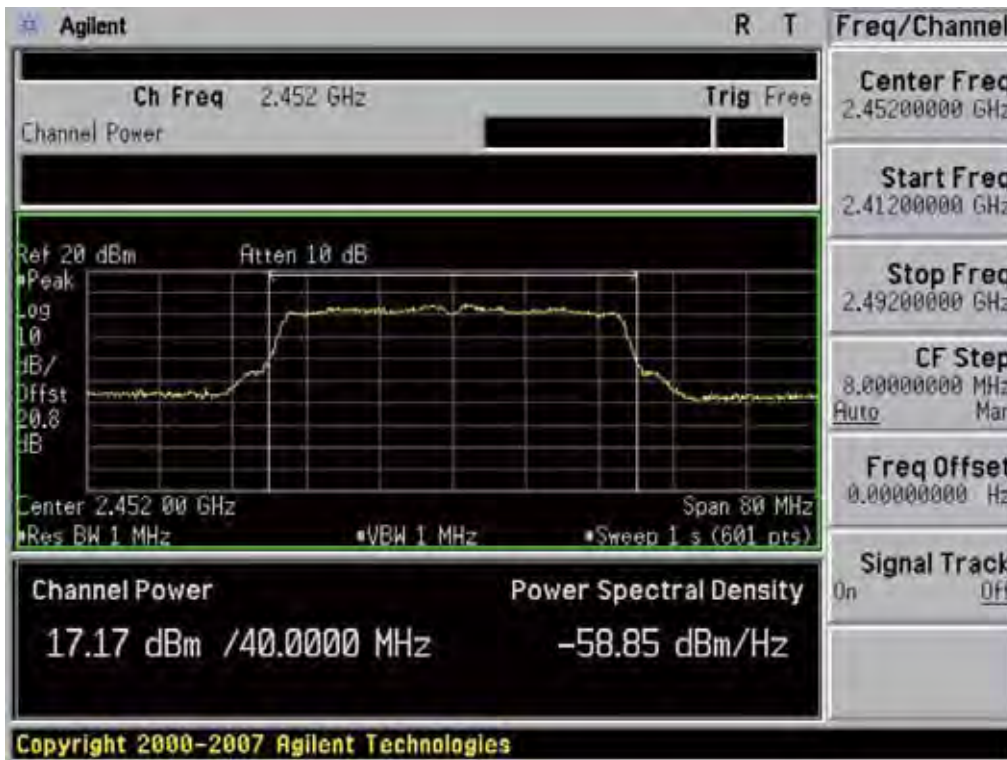 Agilent R T Freq/Channel
Ch Freq 2.452 GHz Trig Free
Channel Power
Center Freq
2.45200000 GHz
Start Freq
2.41200000 GHz
Stop Freq
2.49200000 GHz
CF Step
8.00000000 MHz
Auto Man
Freq Offset
0.00000000 Hz
Signal Track
On Off
Ref 20 dBm Atten 10 dB
Peak
Log
10
dB/
Offst
20.8
dB
Center 2.452 00 GHz Span 80 MHz
Res BW 1 MHz VBW 1 MHz Sweep 1 s (601 pts)
Channel Power Power Spectral Density
17.17 dBm /40.0000 MHz -58.85 dBm/Hz
Copyright 2000-2007 Agilent Technologies